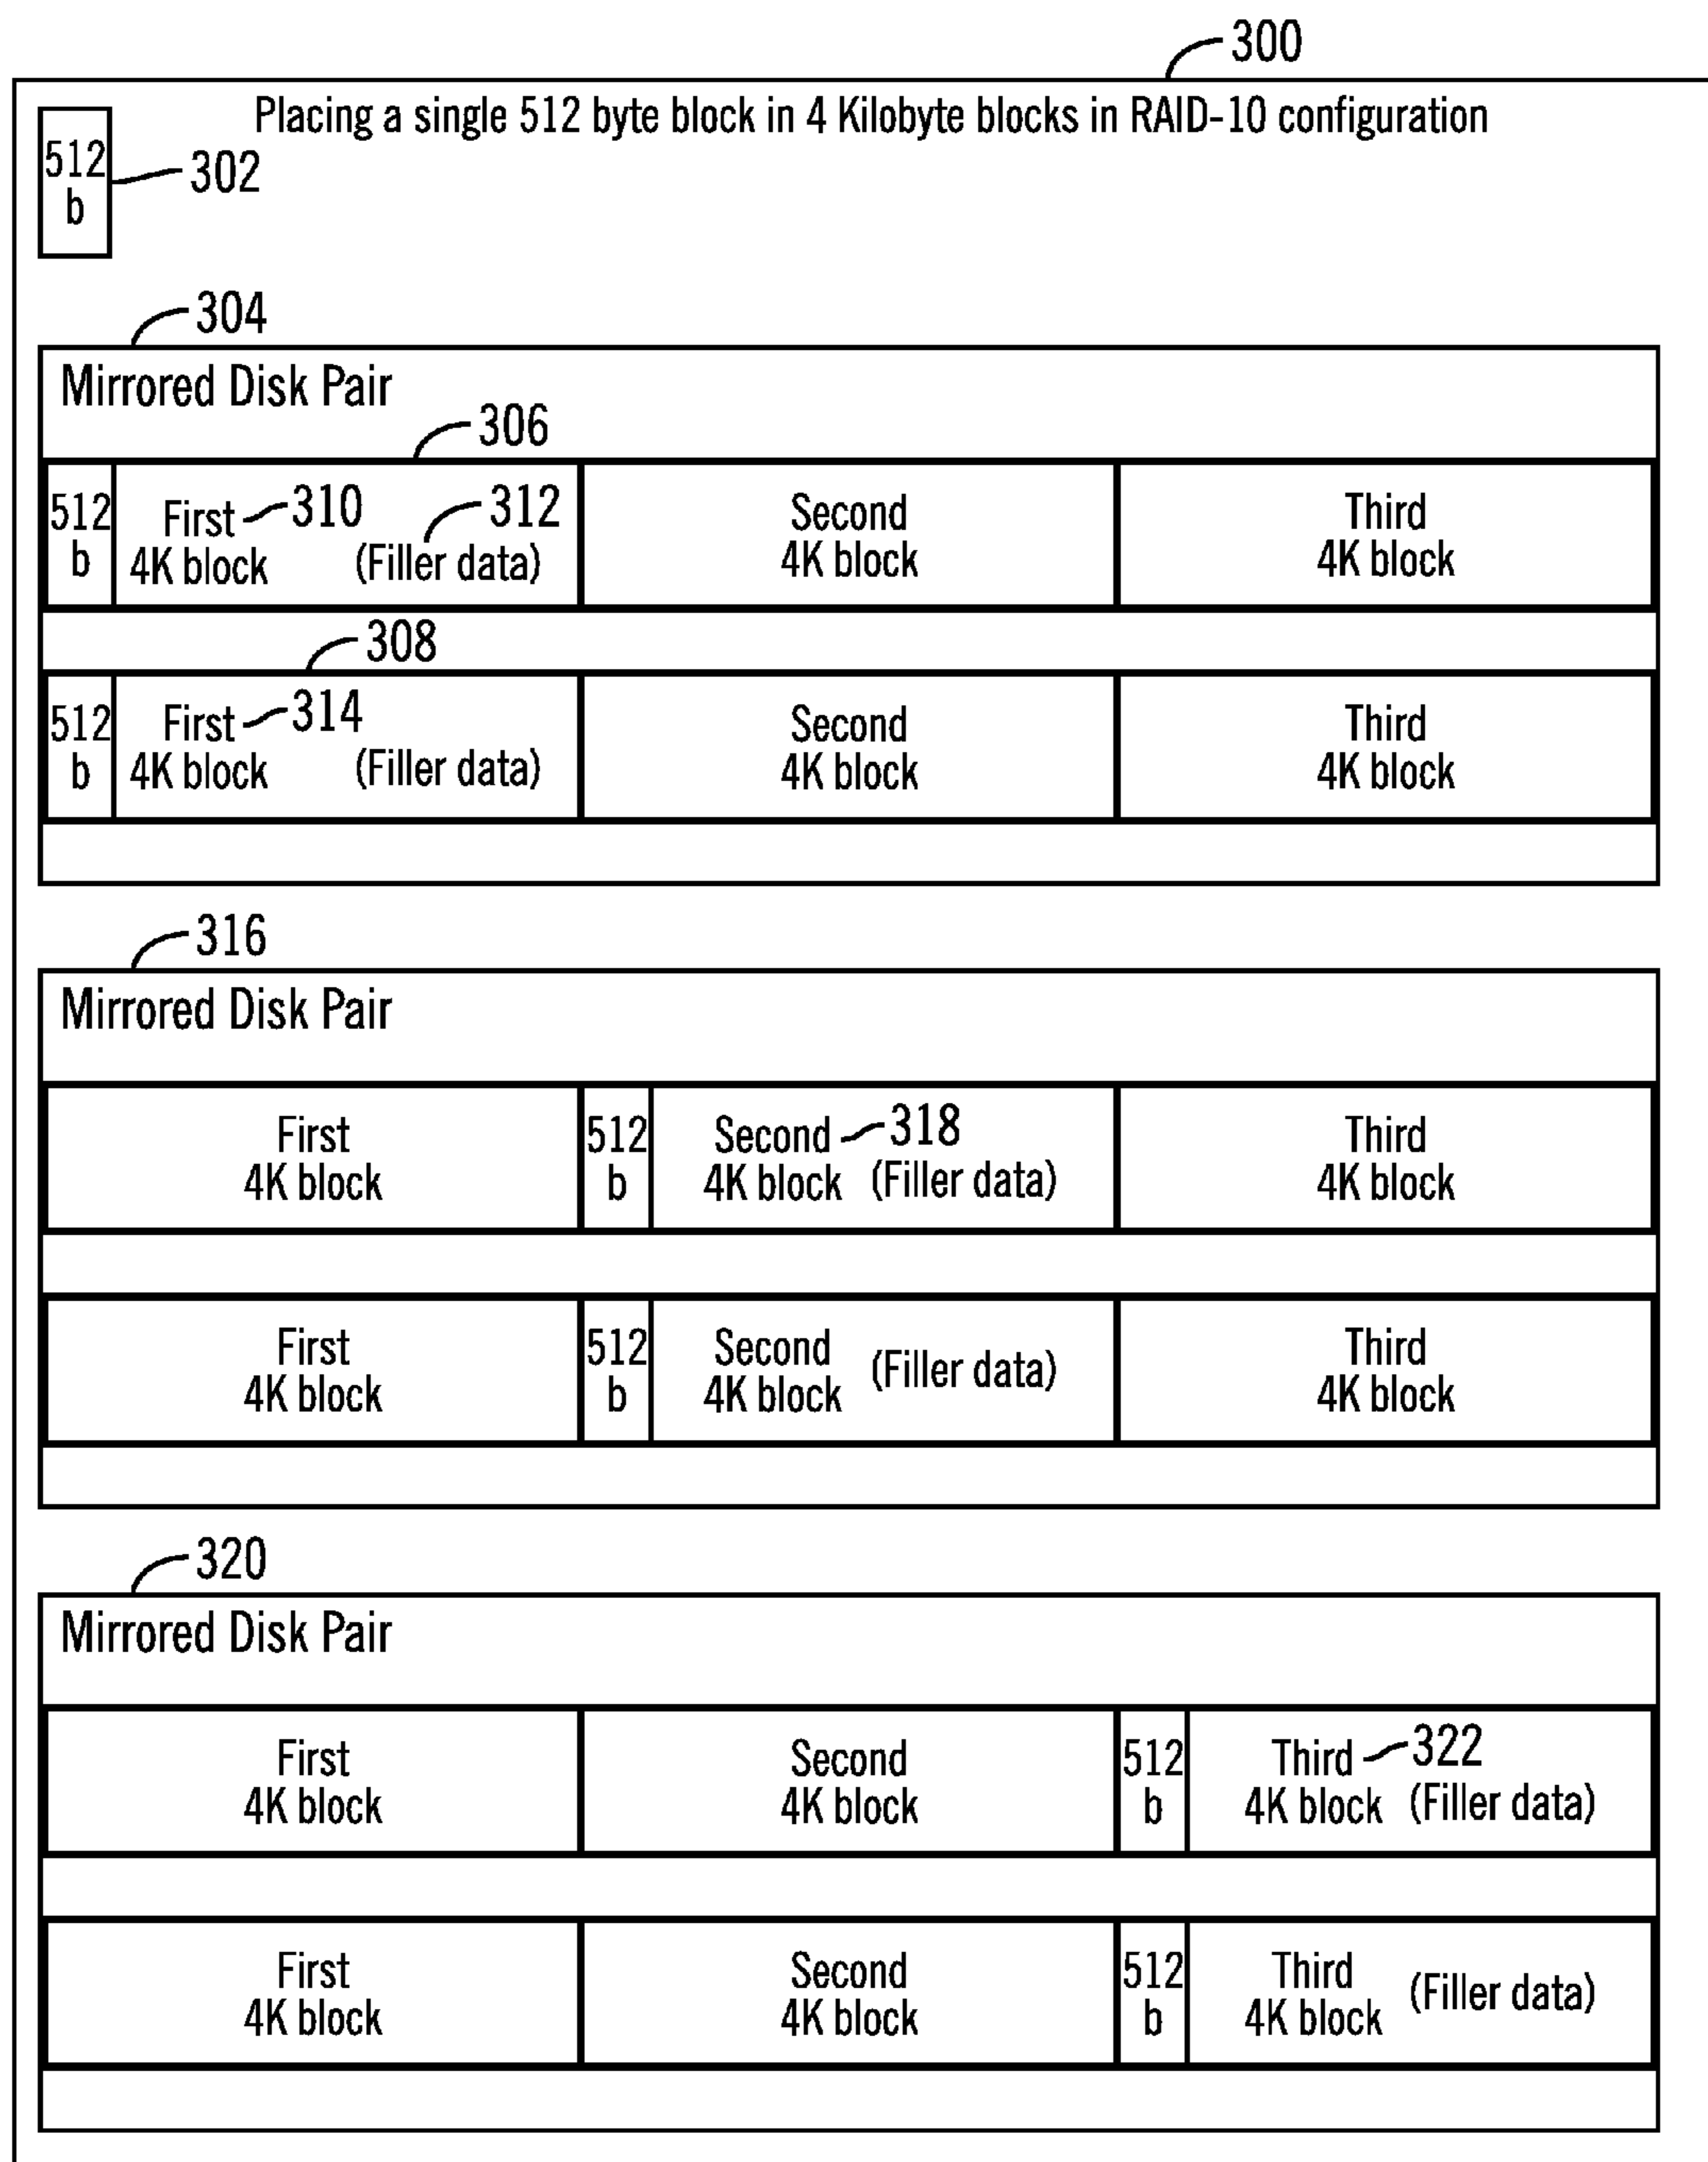 300
Placing a single 512 byte block in 4 Kilobyte blocks in RAID-10 configuration
512
b
302
304
Mirrored Disk Pair
306
512
b
First 310
4K block
312
(Filler data)
Second
4K block
Third
4K block
308
512
b
First 314
4K block
(Filler data)
Second
4K block
Third
4K block
316
Mirrored Disk Pair
First
4K block
512
b
Second 318
4K block (Filler data)
Third
4K block
First
4K block
512
b
Second
4K block
(Filler data)
Third
4K block
320
Mirrored Disk Pair
First
4K block
Second
4K block
512
b
Third 322
4K block (Filler data)
First
4K block
Second
4K block
512
b
Third
4K block
(Filler data)